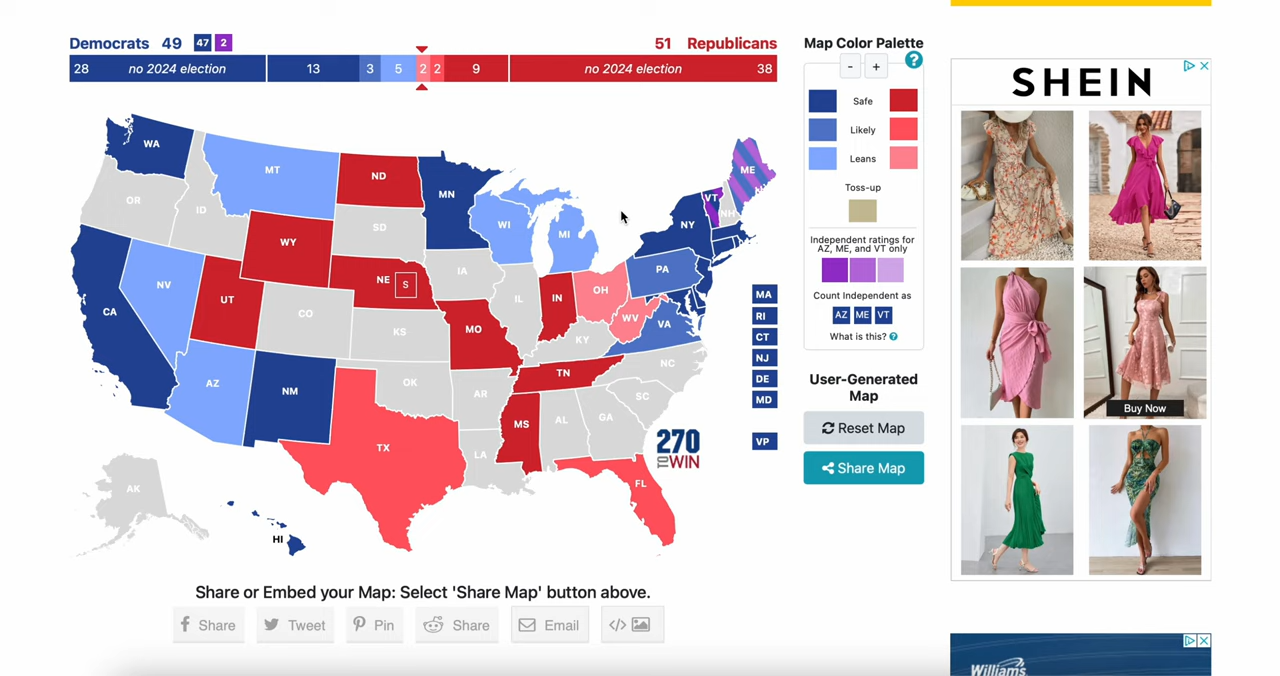 Democrats 49 47 2
51 Republicans
28 no 2024 election 13 3 5 2 2 9 no 2024 election 38
Map Color Palette
- + ?
Safe
Likely
Leans
Toss-up
Independent ratings for
AZ, ME, and VT only
Count Independent as
AZ ME VT
What is this? ?
User-Generated
Map
Reset Map
Share Map
WA
MT
ND
MN
OR
ID
WY
SD
WI
MI
NY
VT
NH
ME
CA
NV
UT
NE S
IA
IL
IN
OH
PA
WV
VA
CO
KS
MO
KY
AZ
NM
OK
AR
TN
NC
SC
TX
LA
MS
AL
GA
FL
AK
HI
MA
RI
CT
NJ
DE
MD
VP
270
TO WIN
Share or Embed your Map: Select 'Share Map' button above.
Share Tweet Pin Share Email </>
SHEIN
Buy Now
Williams